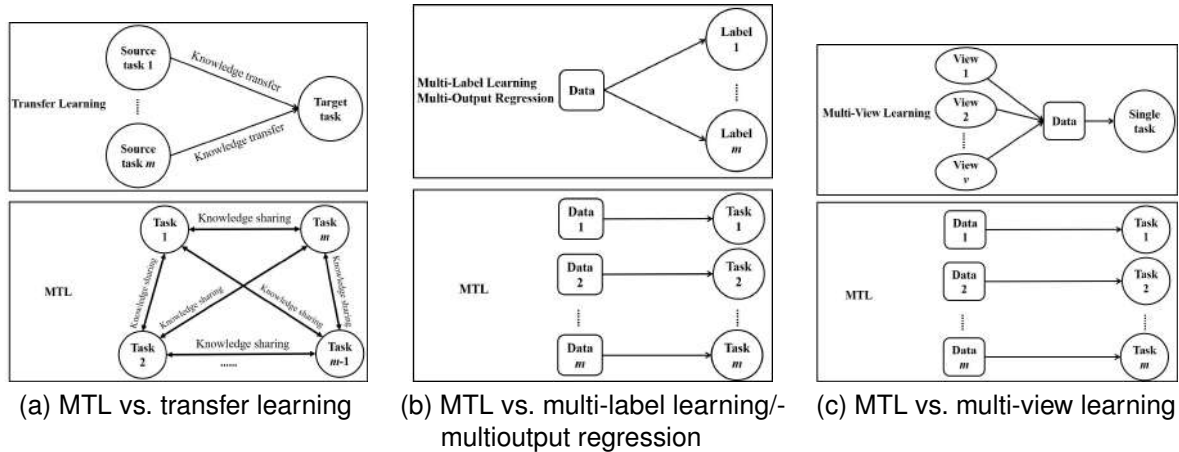 Source
task 1
Knowledge transfer
Transfer Learning
Target
task
Source
task m
Knowledge transfer
Task
1
Knowledge sharing
Task
m
Knowledge sharing
Knowledge sharing
Knowledge sharing
Knowledge sharing
MTL
Task
2
Knowledge sharing
......
Task
m-1
(a) MTL vs. transfer learning
Label
1
Multi-Label Learning
Multi-Output Regression
Data
Label
m
Data
1
Task
1
MTL
Data
2
Task
2
Data
m
Task
m
(b) MTL vs. multi-label learning/-
multioutput regression
View
1
Multi-View Learning
View
2
Data
Single
task
View
v
Data
1
Task
1
MTL
Data
2
Task
2
Data
m
Task
m
(c) MTL vs. multi-view learning